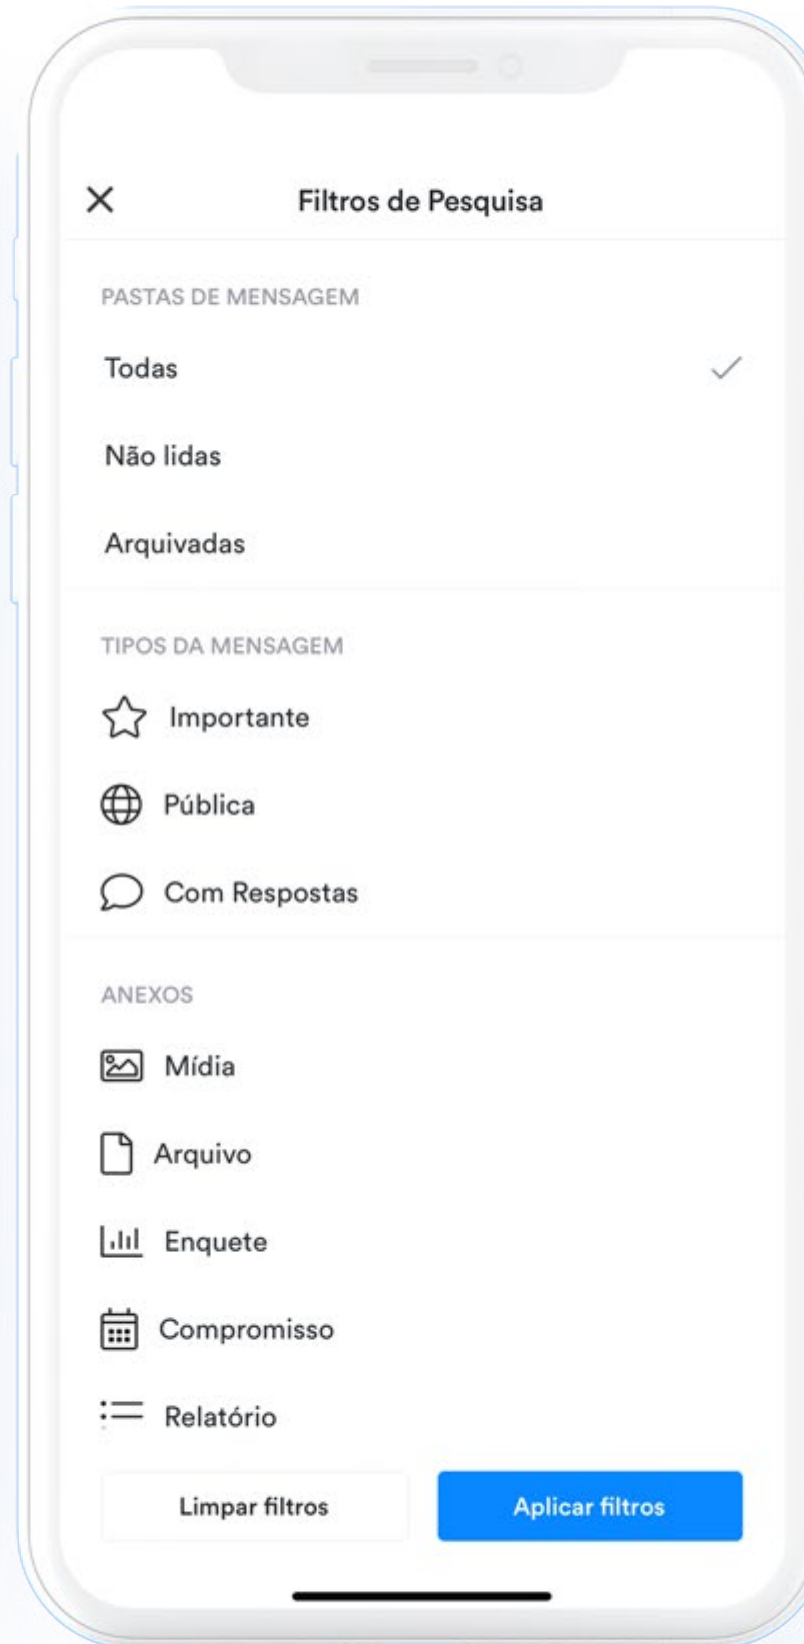 Filtros de Pesquisa
PASTAS DE MENSAGEM
Todas
Não lidas
Arquivadas
TIPOS DA MENSAGEM
Importante
Pública
Com Respostas
ANEXOS
Mídia
Arquivo
Enquete
Compromisso
Relatório
Limpar filtros
Aplicar filtros